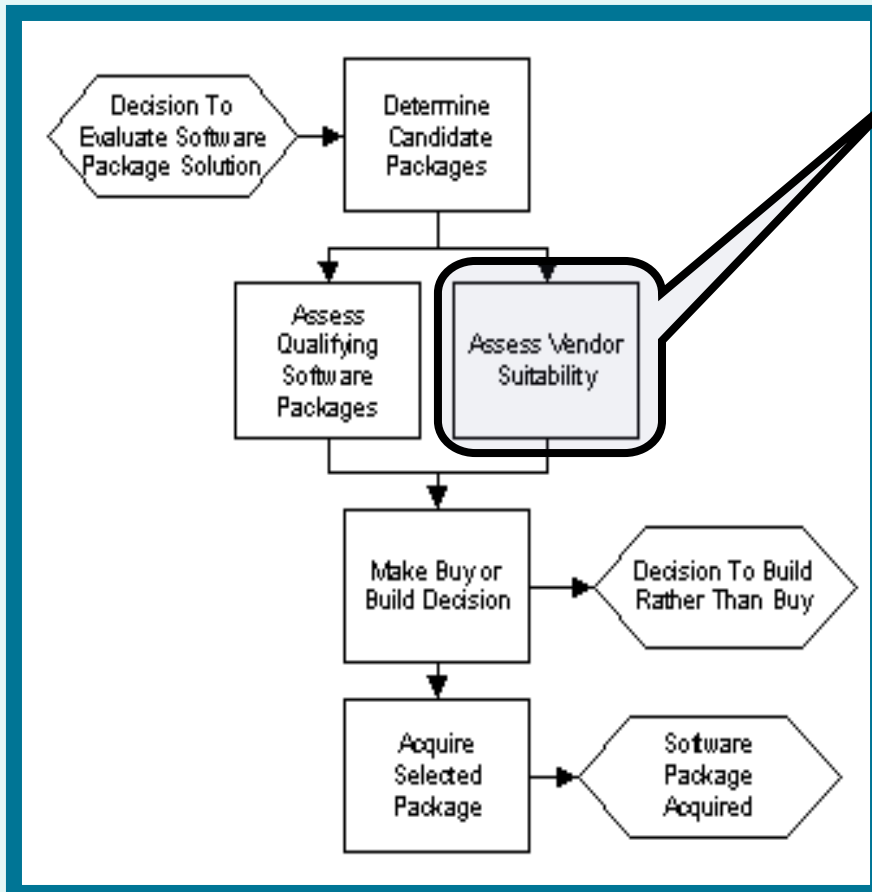 Decision To
Evaluate Software
Package Solution
Determine
Candidate
Packages
Assess
Qualifying
Software
Packages
Assess Vendor
Suitability
Make Buy or
Build Decision
Decision To Build
Rather Than Buy
Acquire
Selected
Package
Software
Package
Acquired